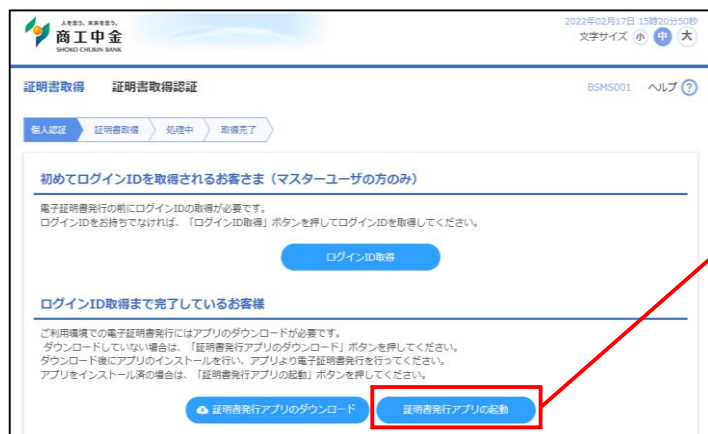 人を思う。未来を思う。
商工中金
SHOKO CHUKIN BANK
2022年02月17日 15時20分50秒
文字サイズ 小 中 大
証明書取得 証明書取得認証
BSMS001 ヘルプ ?
個人認証 証明書取得 処理中 取得完了
初めてログインIDを取得されるお客さま（マスターユーザの方のみ）
電子証明書発行の前にログインIDの取得が必要です。
ログインIDをお持ちでなければ、「ログインID取得」ボタンを押してログインIDを取得してください。
ログインID取得
ログインID取得まで完了しているお客様
ご利用環境での電子証明書発行にはアプリのダウンロードが必要です。
ダウンロードしていない場合は、「証明書発行アプリのダウンロード」ボタンを押してください。
ダウンロード後にアプリのインストールを行い、アプリより電子証明書発行を行ってください。
アプリをインストール済の場合は、「証明書発行アプリの起動」ボタンを押してください。
証明書発行アプリのダウンロード 証明書発行アプリの起動